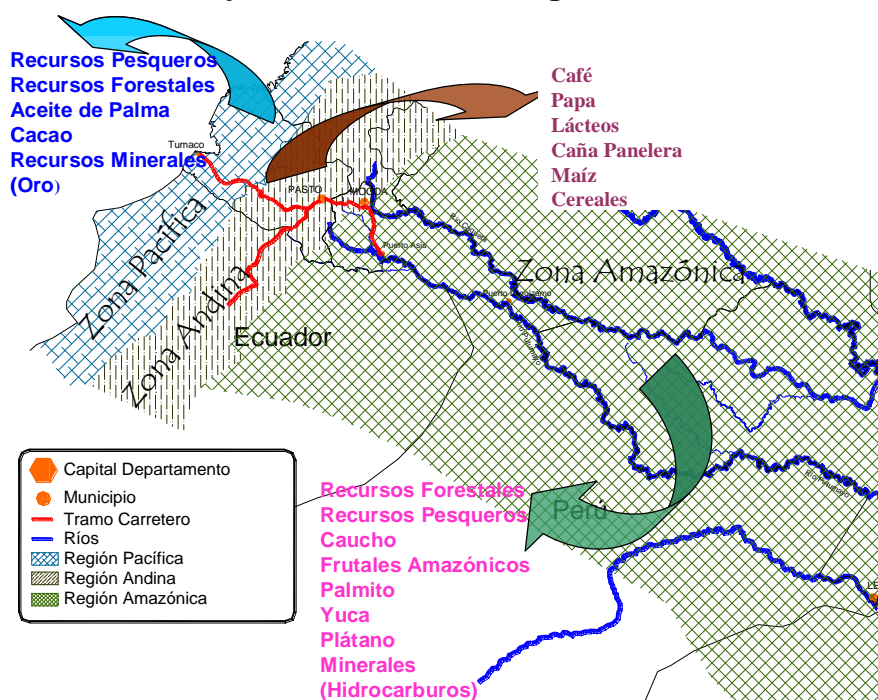 Recursos Pesqueros
Recursos Forestales
Aceite de Palma
Cacao
Recursos Minerales
(Oro)
Café
Papa
Lácteos
Caña Panelera
Maíz
Cereales
Tumaco
PASTO
MOCOA
Puerto Asís
Zona Pacífica
Zona Andina
Zona Amazónica
Ecuador
Perú
Capital Departamento
Municipio
Tramo Carretero
Ríos
Región Pacífica
Región Andina
Región Amazónica
Recursos Forestales
Recursos Pesqueros
Caucho
Frutales Amazónicos
Palmito
Yuca
Plátano
Minerales
(Hidrocarburos)